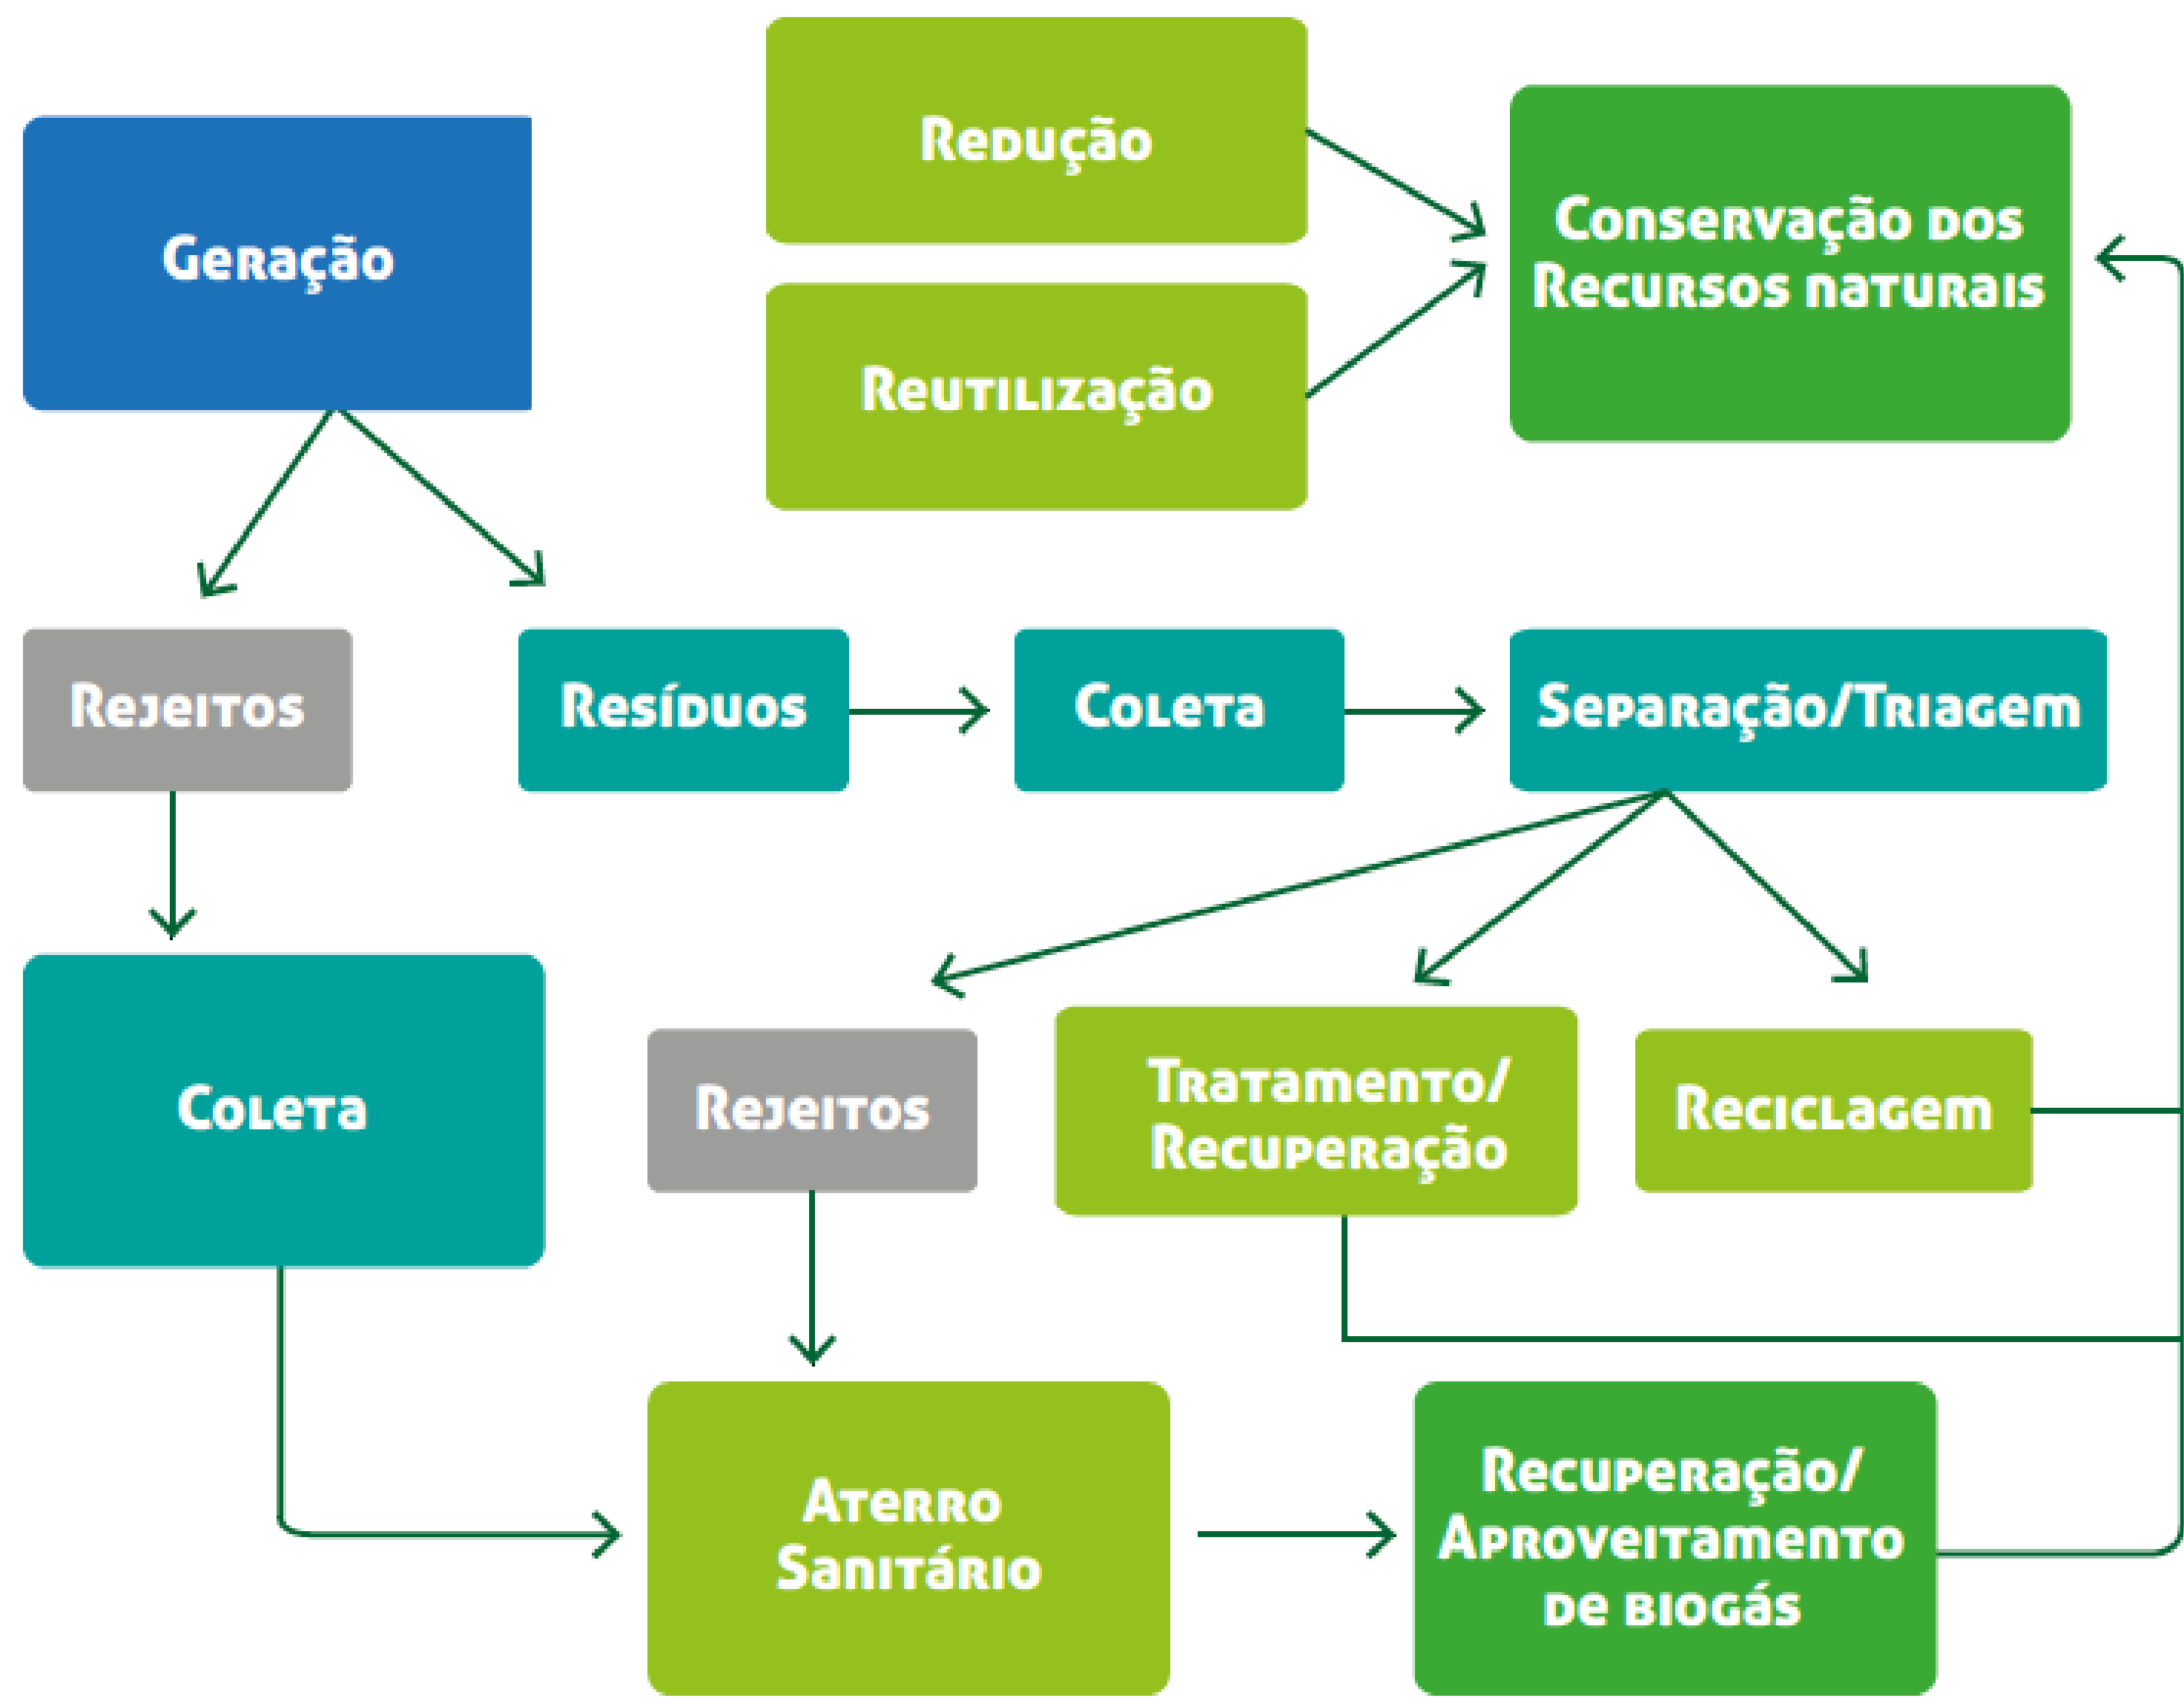 Redução
Geração
Conservação dos
Recursos naturais
Reutilização
Rejeitos
Resíduos
Coleta
Separação/Triagem
Coleta
Rejeitos
Tratamento/
Recuperação
Reciclagem
Aterro
Sanitário
Recuperação/
Aproveitamento
de biogás